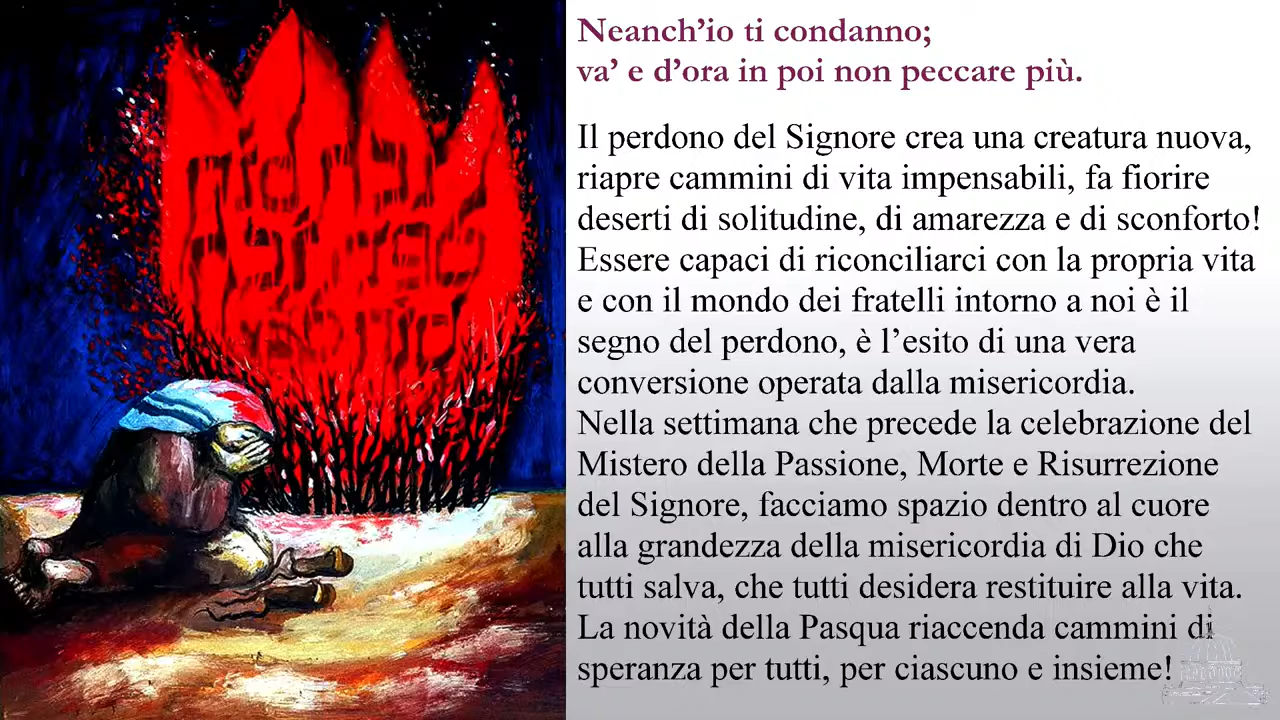 Neanch’io ti condanno;
va’ e d’ora in poi non peccare più.
Il perdono del Signore crea una creatura nuova,
riapre cammini di vita impensabili, fa fiorire
deserti di solitudine, di amarezza e di sconforto!
Essere capaci di riconciliarci con la propria vita
e con il mondo dei fratelli intorno a noi è il
segno del perdono, è l’esito di una vera
conversione operata dalla misericordia.
Nella settimana che precede la celebrazione del
Mistero della Passione, Morte e Risurrezione
del Signore, facciamo spazio dentro al cuore
alla grandezza della misericordia di Dio che
tutti salva, che tutti desidera restituire alla vita.
La novità della Pasqua riaccenda cammini di
speranza per tutti, per ciascuno e insieme!